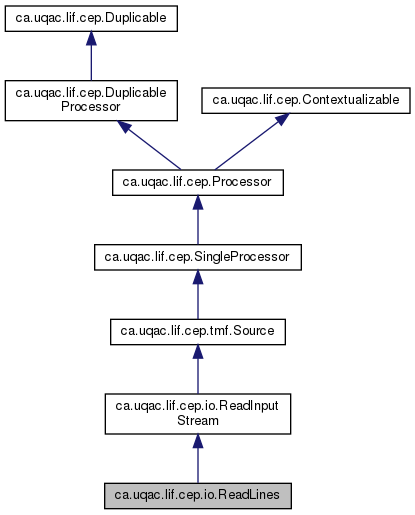 ca.uqac.lif.cep.Duplicable
ca.uqac.lif.cep.Duplicable
Processor
ca.uqac.lif.cep.Contextualizable
ca.uqac.lif.cep.Processor
ca.uqac.lif.cep.SingleProcessor
ca.uqac.lif.cep.tmf.Source
ca.uqac.lif.cep.io.ReadInput
Stream
ca.uqac.lif.cep.io.ReadLines